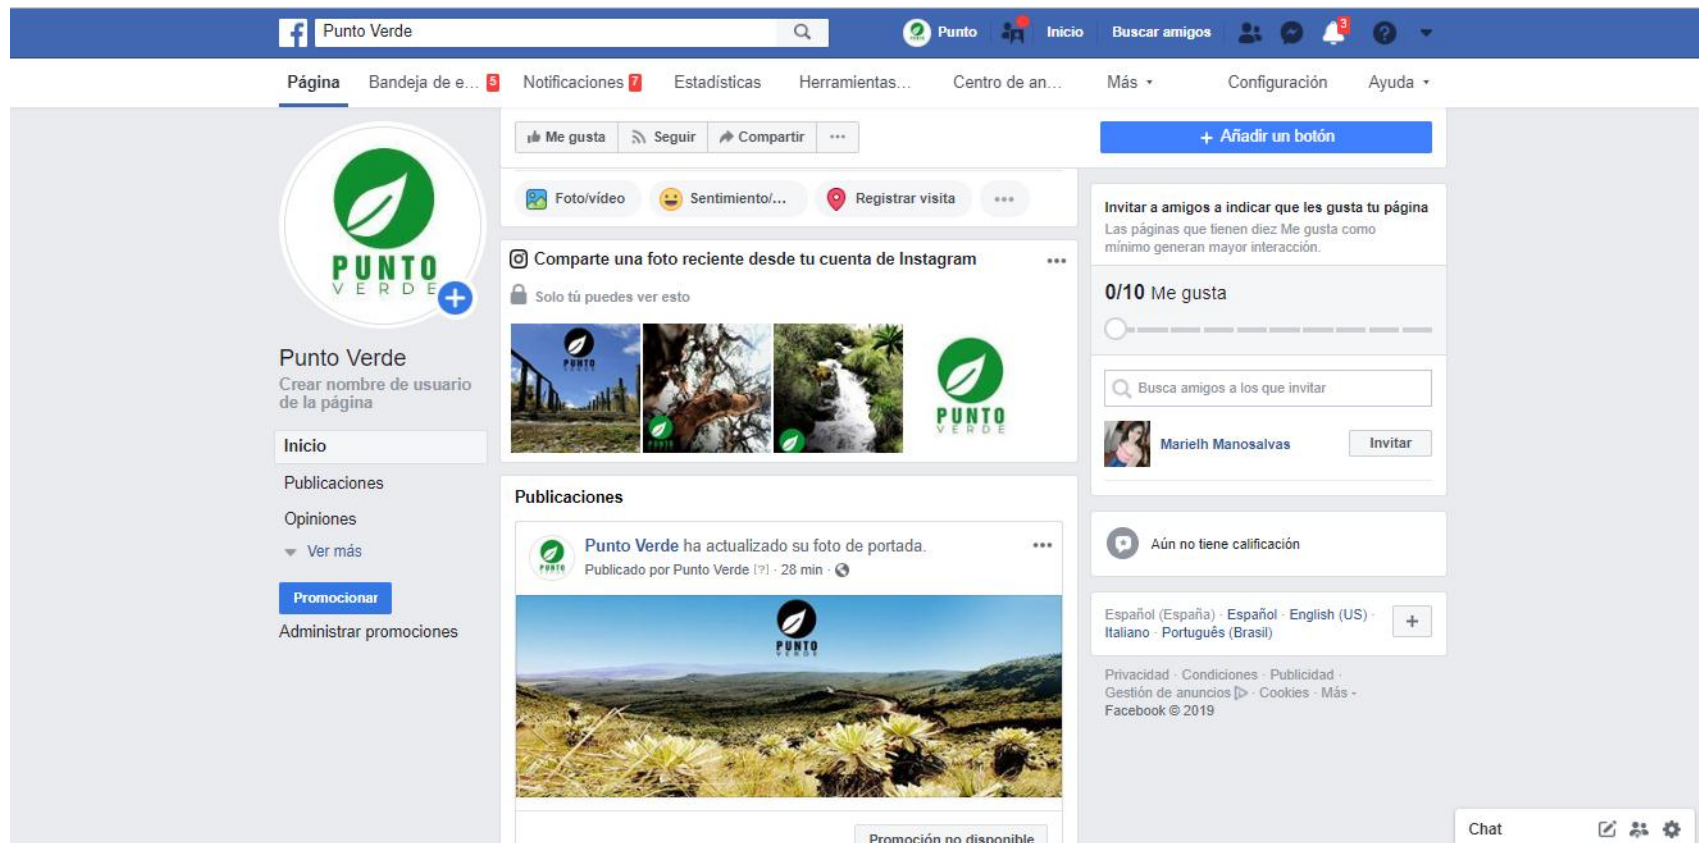 Punto Verde
Punto
Inicio
Buscar amigos
3
Página
Bandeja de e... 5
Notificaciones 7
Estadísticas
Herramientas...
Centro de an...
Más
Configuración
Ayuda
PUNTO
VERDE
Punto Verde
Crear nombre de usuario
de la página
Inicio
Publicaciones
Opiniones
Ver más
Promocionar
Administrar promociones
Me gusta
Seguir
Compartir
+ Añadir un botón
Foto/vídeo
Sentimiento/...
Registrar visita
Comparte una foto reciente desde tu cuenta de Instagram
Solo tú puedes ver esto
PUNTO
PUNTO
PUNTO
VERDE
Publicaciones
Punto Verde ha actualizado su foto de portada.
Publicado por Punto Verde [?] · 28 min ·
PUNTO
PUNTO
VERDE
Promoción no disponible
Invitar a amigos a indicar que les gusta tu página
Las páginas que tienen diez Me gusta como
mínimo generan mayor interacción.
0/10 Me gusta
Busca amigos a los que invitar
Marielh Manosalvas
Invitar
Aún no tiene calificación
Español (España) · Español · English (US) ·
Italiano · Português (Brasil)
+
Privacidad · Condiciones · Publicidad ·
Gestión de anuncios · Cookies · Más -
Facebook © 2019
Chat